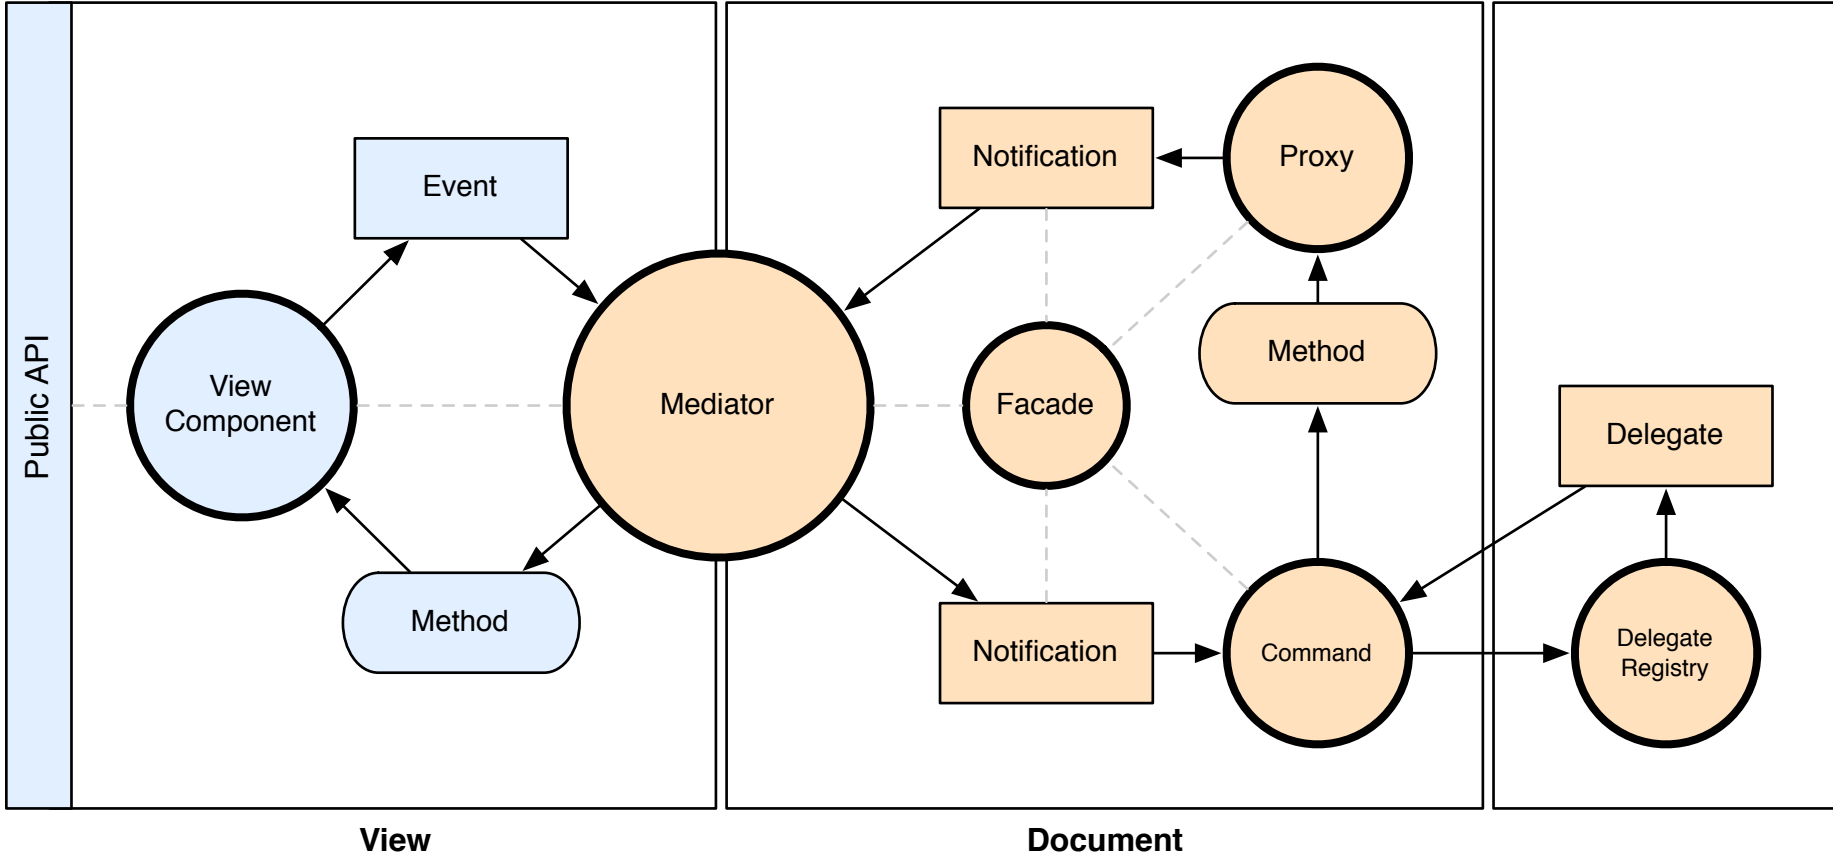 Public API
Event
View
Component
Method
Mediator
Notification
Proxy
Facade
Method
Notification
Command
Delegate
Delegate
Registry
View
Document